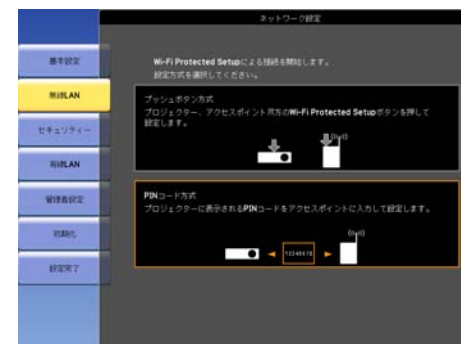 ネットワーク設定
基本設定
無線LAN
セキュリティー
有線LAN
管理者設定
初期化
設定完了
Wi-Fi Protected Setupによる接続を開始します。
設定方式を選択してください。
プッシュボタン方式
プロジェクター、アクセスポイント双方のWi-Fi Protected Setupボタンを押して
設定します。
PINコード方式
プロジェクターに表示されるPINコードをアクセスポイントに入力して設定します。
12345678